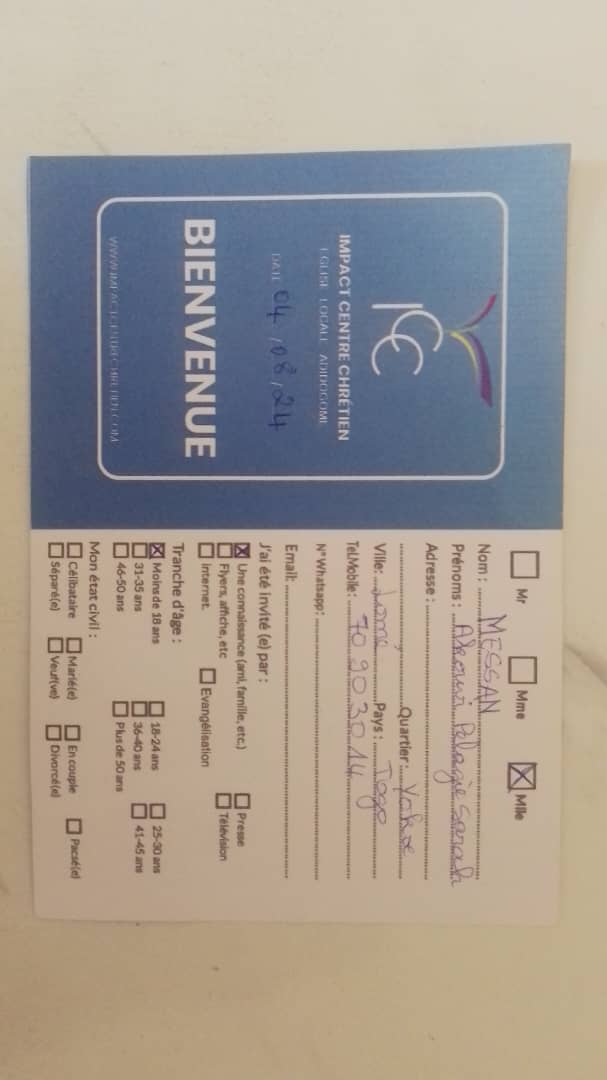 ICC
IMPACT CENTRE CHRÉTIEN
EGLISE LOCALE ADIDOGOME
DATE 04 / 08 / 24
BIENVENUE
WWW.IMPACTCENTRECHRETIEN.COM
Mr Mme Mlle
Nom : MESSAN
Prénoms : Akouvi Pelagie Sarah
Adresse :
Quartier : Yokoe
Ville: Lomé Pays : Togo
Tel.Mobile: 70 90 30 14
N° Whatsapp:
Email:
J'ai été invité (e) par :
Une connaissance (ami, famille, etc.) Presse
Flyers, affiche, etc Télévision
Internet. Evangélisation
Tranche d'âge :
Moins de 18 ans 18-24 ans 25-30 ans
31-35 ans 36-40 ans 41-45 ans
46-50 ans Plus de 50 ans
Mon état civil :
Célibataire Marié(e) En couple Pacsé(e)
Séparé(e) Veuf(ve) Divorcé(e)